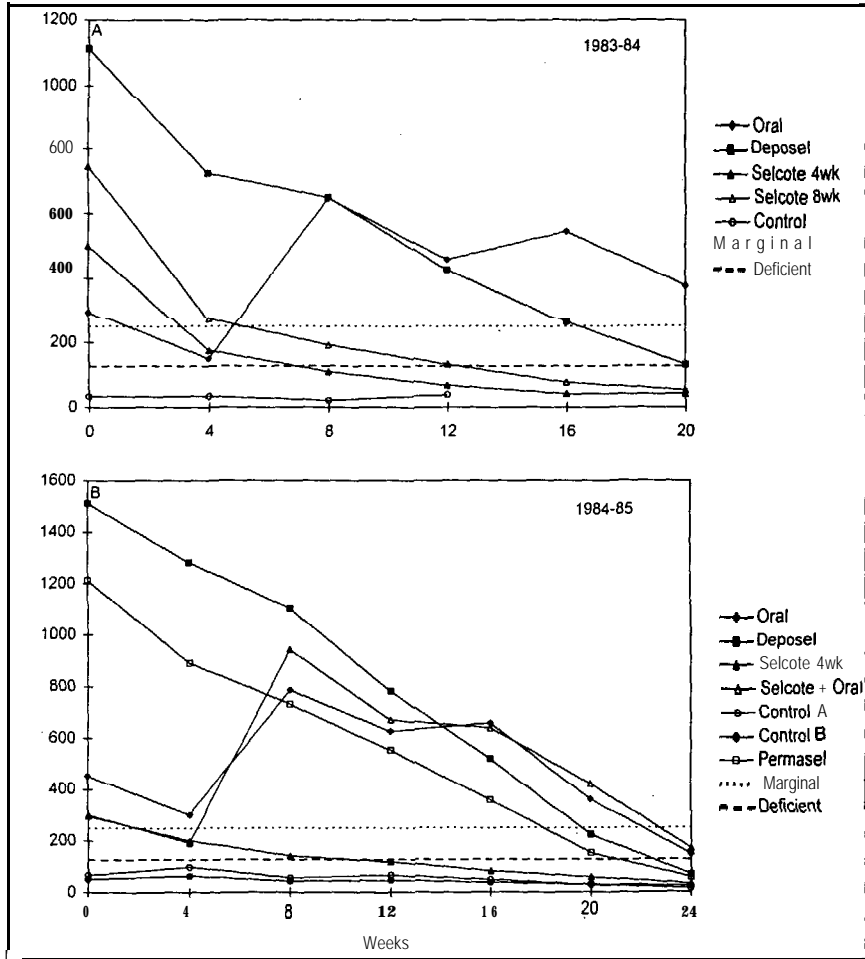 A
1983-84
1200
1000
600
600
400
200
0
0 4 8 12 16 20
Oral
Deposel
Selcote 4wk
Selcote 8wk
Control
Marginal
Deficient
B
1984-85
1600
1400
1200
1000
800
600
400
200
0
0 4 8 12 16 20 24
Weeks
Oral
Deposel
Selcote 4wk
Selcote + Oral
Control A
Control B
Permasel
Marginal
Deficient